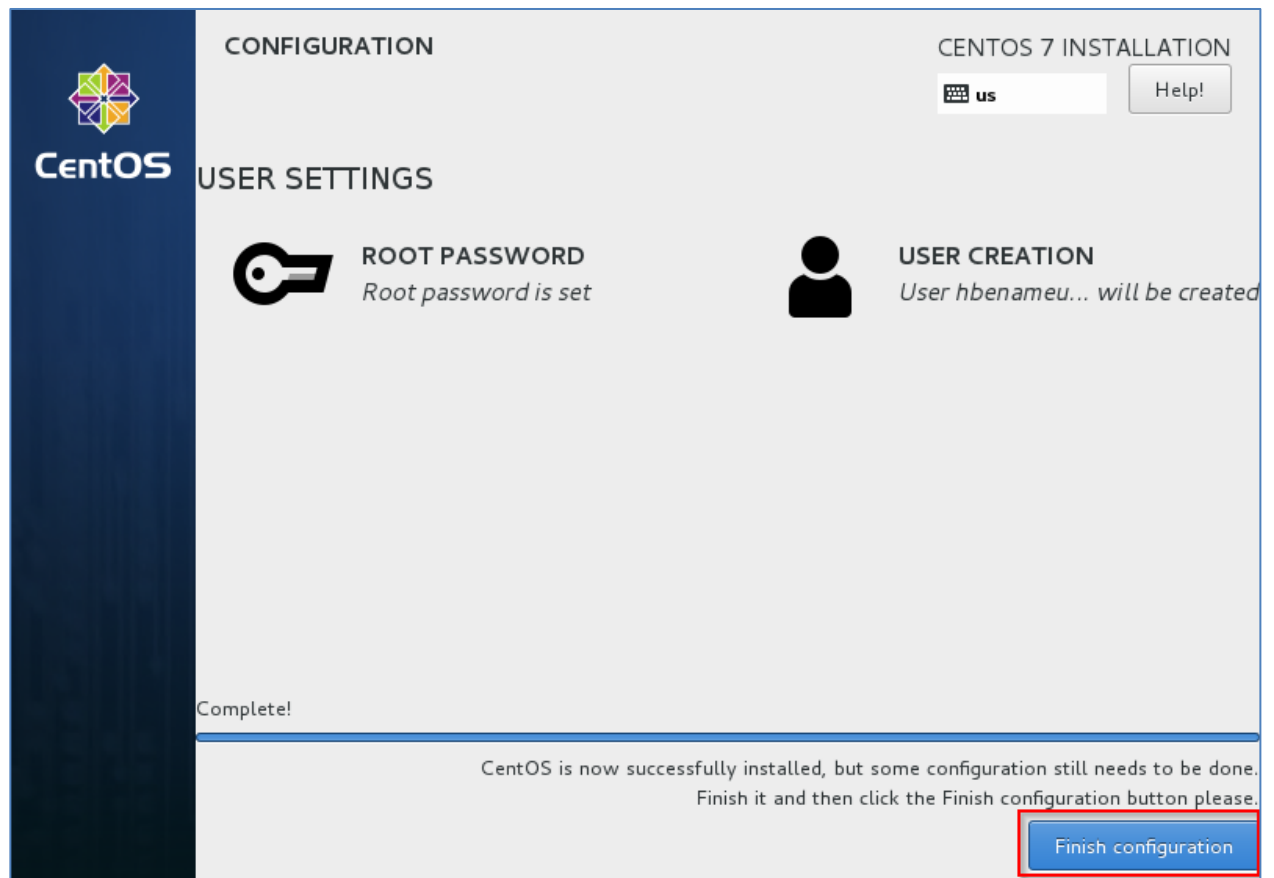 CONFIGURATION
CENTOS 7 INSTALLATION
us
Help!
CentOS
USER SETTINGS
ROOT PASSWORD
Root password is set
USER CREATION
User hbenameu... will be created
Complete!
CentOS is now successfully installed, but some configuration still needs to be done.
Finish it and then click the Finish configuration button please.
Finish configuration